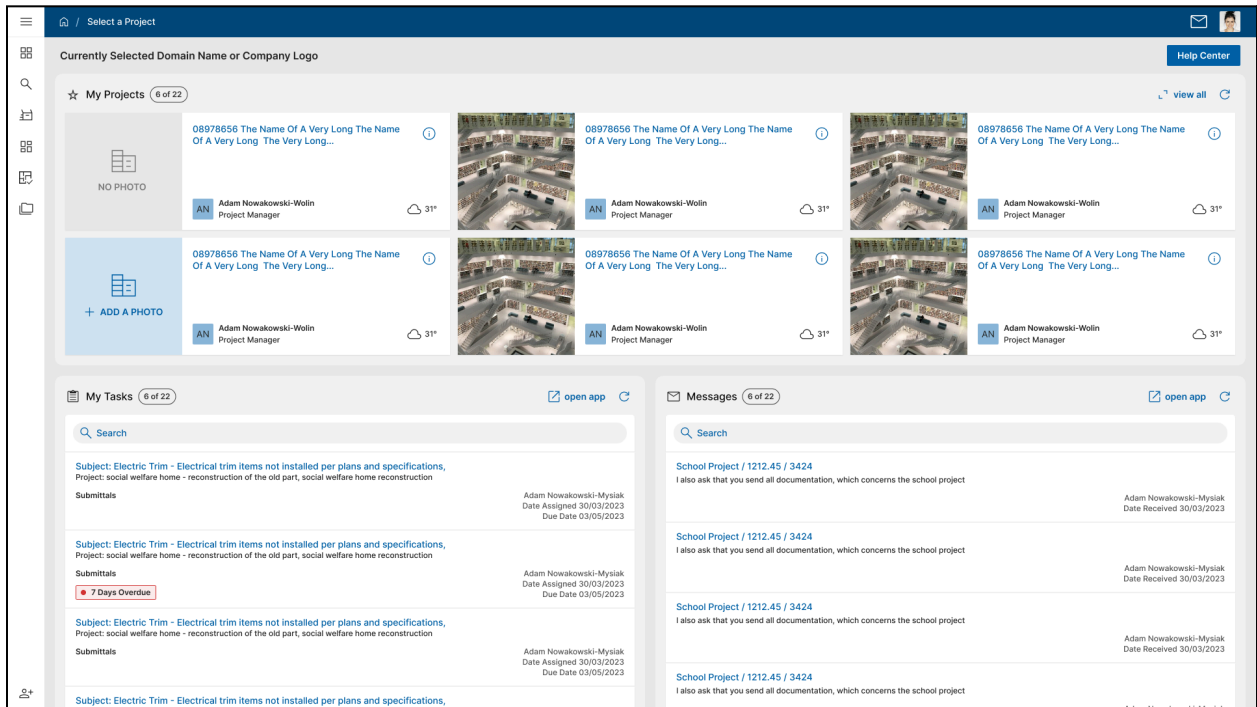 / Select a Project
Currently Selected Domain Name or Company Logo
Help Center
My Projects 6 of 22
view all
NO PHOTO
08978656 The Name Of A Very Long The Name
Of A Very Long The Very Long...
AN
Adam Nowakowski-Wolin
Project Manager
31°
08978656 The Name Of A Very Long The Name
Of A Very Long The Very Long...
AN
Adam Nowakowski-Wolin
Project Manager
31°
08978656 The Name Of A Very Long The Name
Of A Very Long The Very Long...
AN
Adam Nowakowski-Wolin
Project Manager
31°
+ ADD A PHOTO
08978656 The Name Of A Very Long The Name
Of A Very Long The Very Long...
AN
Adam Nowakowski-Wolin
Project Manager
31°
08978656 The Name Of A Very Long The Name
Of A Very Long The Very Long...
AN
Adam Nowakowski-Wolin
Project Manager
31°
08978656 The Name Of A Very Long The Name
Of A Very Long The Very Long...
AN
Adam Nowakowski-Wolin
Project Manager
31°
My Tasks 6 of 22
open app
Search
Subject: Electric Trim - Electrical trim items not installed per plans and specifications,
Project: social welfare home - reconstruction of the old part, social welfare home reconstruction
Submittals
Adam Nowakowski-Mysiak
Date Assigned 30/03/2023
Due Date 03/05/2023
Subject: Electric Trim - Electrical trim items not installed per plans and specifications,
Project: social welfare home - reconstruction of the old part, social welfare home reconstruction
Submittals
7 Days Overdue
Adam Nowakowski-Mysiak
Date Assigned 30/03/2023
Due Date 03/05/2023
Subject: Electric Trim - Electrical trim items not installed per plans and specifications,
Project: social welfare home - reconstruction of the old part, social welfare home reconstruction
Submittals
Adam Nowakowski-Mysiak
Date Assigned 30/03/2023
Due Date 03/05/2023
Subject: Electric Trim - Electrical trim items not installed per plans and specifications,
Messages 6 of 22
open app
Search
School Project / 1212.45 / 3424
I also ask that you send all documentation, which concerns the school project
Adam Nowakowski-Mysiak
Date Received 30/03/2023
School Project / 1212.45 / 3424
I also ask that you send all documentation, which concerns the school project
Adam Nowakowski-Mysiak
Date Received 30/03/2023
School Project / 1212.45 / 3424
I also ask that you send all documentation, which concerns the school project
Adam Nowakowski-Mysiak
Date Received 30/03/2023
School Project / 1212.45 / 3424
I also ask that you send all documentation, which concerns the school project